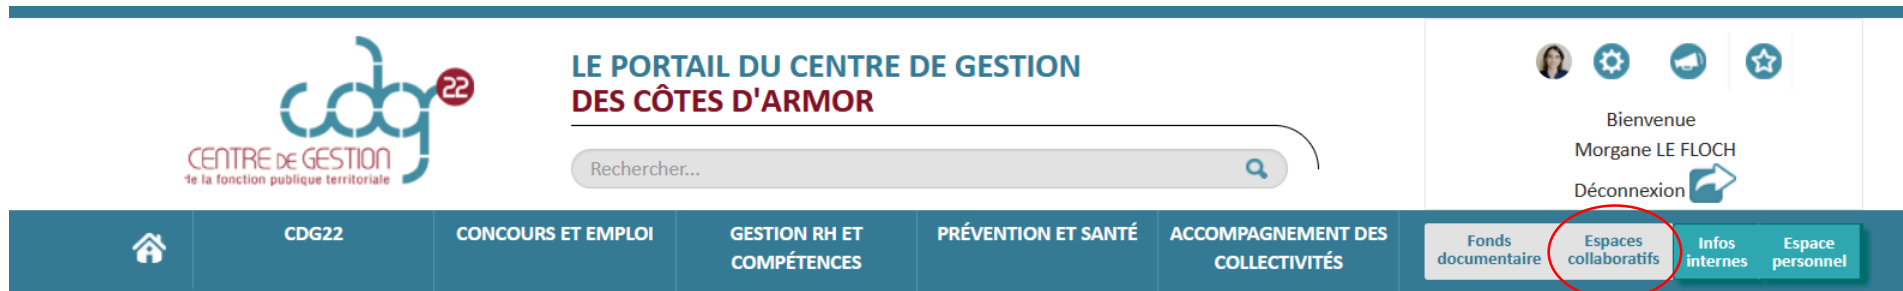 cdg 22
CENTRE DE GESTION
de la fonction publique territoriale
LE PORTAIL DU CENTRE DE GESTION
DES CÔTES D'ARMOR
Rechercher...
Bienvenue
Morgane LE FLOCH
Déconnexion
CDG22
CONCOURS ET EMPLOI
GESTION RH ET
COMPÉTENCES
PRÉVENTION ET SANTÉ
ACCOMPAGNEMENT DES
COLLECTIVITÉS
Fonds
documentaire
Espaces
collaboratifs
Infos
internes
Espace
personnel